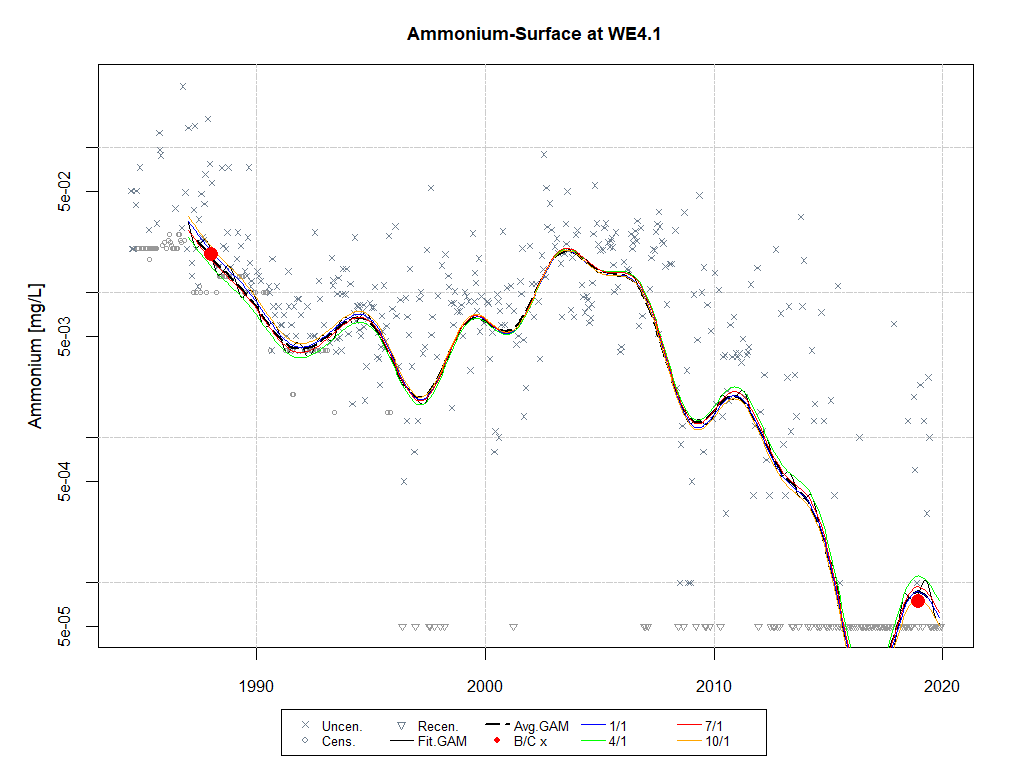 Ammonium-Surface at WE4.1
Ammonium [mg/L]
5e-02
5e-03
5e-04
5e-05
1990 2000 2010 2020
Uncen. Recen. Avg.GAM 1/1 7/1
Cens. Fit.GAM B/C x 4/1 10/1